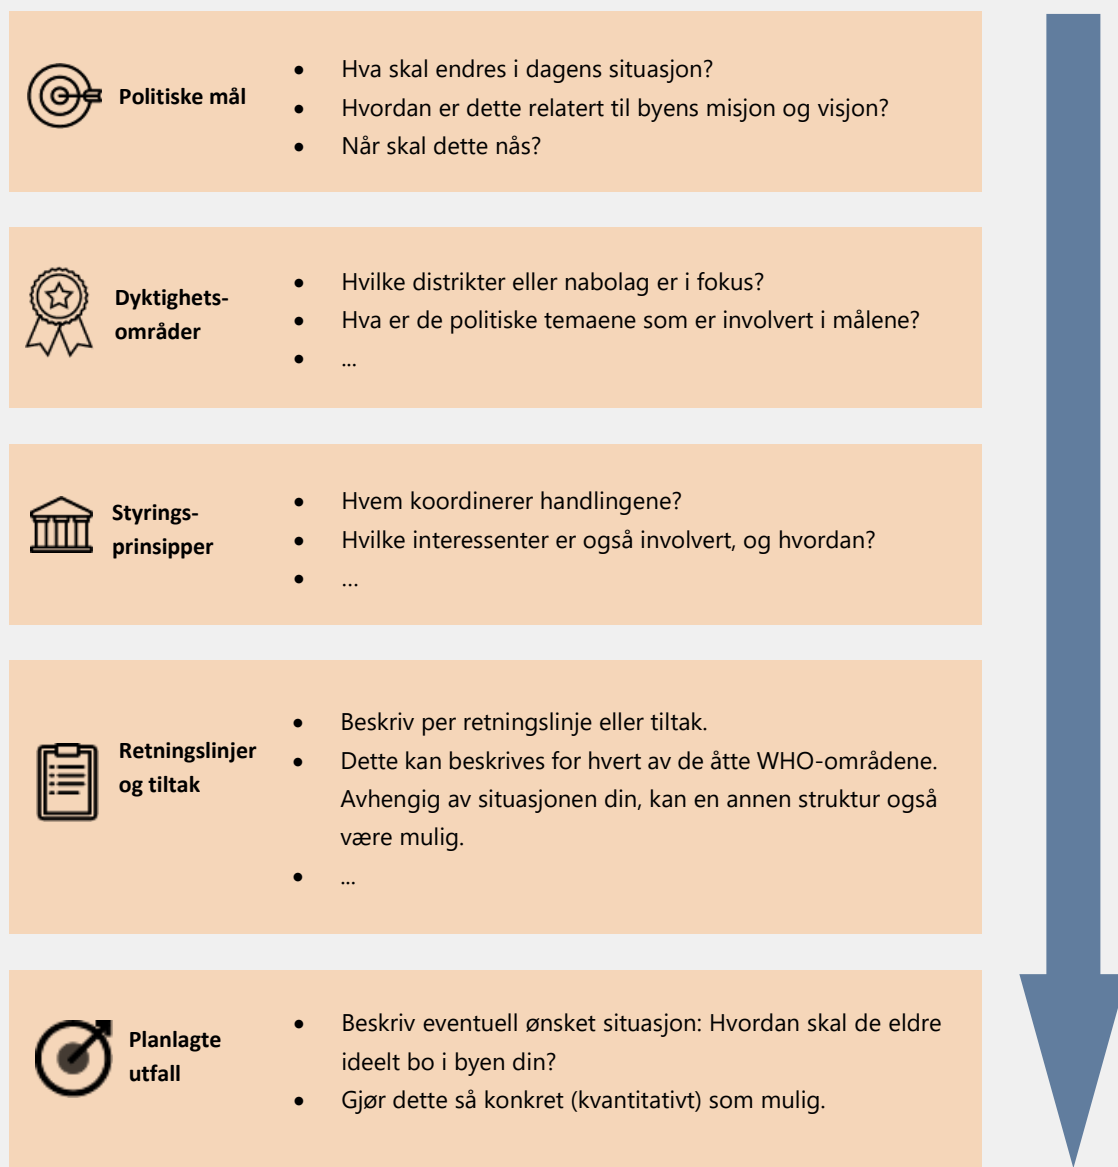 Politiske mål
• Hva skal endres i dagens situasjon?
• Hvordan er dette relatert til byens misjon og visjon?
• Når skal dette nås?
Dyktighets-
områder
• Hvilke distrikter eller nabolag er i fokus?
• Hva er de politiske temaene som er involvert i målene?
• ...
Styrings-
prinsipper
• Hvem koordinerer handlingene?
• Hvilke interessenter er også involvert, og hvordan?
• ...
Retningslinjer
og tiltak
• Beskriv per retningslinje eller tiltak.
• Dette kan beskrives for hvert av de åtte WHO-områdene.
Avhengig av situasjonen din, kan en annen struktur også
være mulig.
• ...
Planlagte
utfall
• Beskriv eventuell ønsket situasjon: Hvordan skal de eldre
ideelt bo i byen din?
• Gjør dette så konkret (kvantitativt) som mulig.